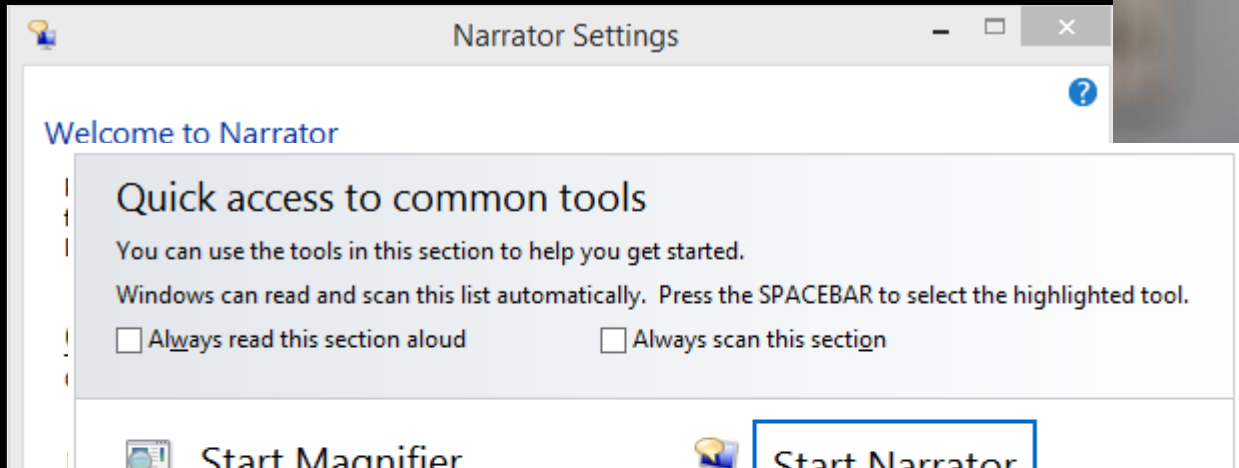 Narrator Settings
Welcome to Narrator
Quick access to common tools
You can use the tools in this section to help you get started.
Windows can read and scan this list automatically.  Press the SPACEBAR to select the highlighted tool.
Always read this section aloud Always scan this section
Start Magnifier Start Narrator